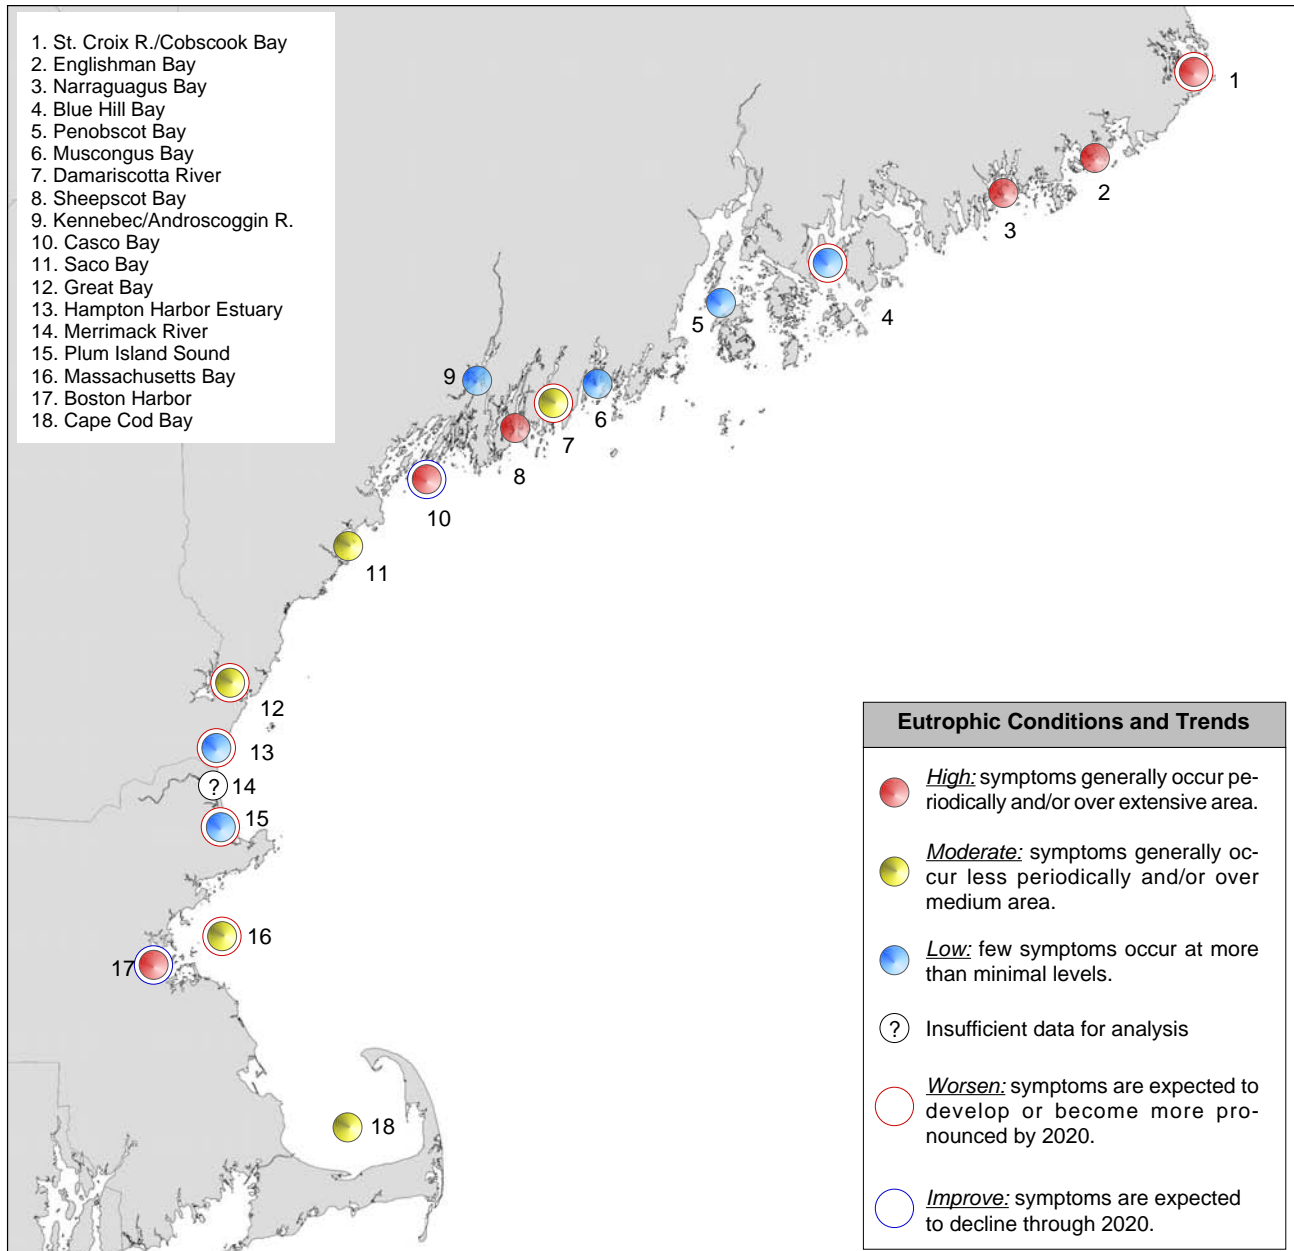 1. St. Croix R./Cobscook Bay
2. Englishman Bay
3. Narraguagus Bay
4. Blue Hill Bay
5. Penobscot Bay
6. Muscongus Bay
7. Damariscotta River
8. Sheepscot Bay
9. Kennebec/Androscoggin R.
10. Casco Bay
11. Saco Bay
12. Great Bay
13. Hampton Harbor Estuary
14. Merrimack River
15. Plum Island Sound
16. Massachusetts Bay
17. Boston Harbor
18. Cape Cod Bay
1
2
3
4
5
6
7
8
9
10
11
12
13
? 14
15
16
17
18
Eutrophic Conditions and Trends
High: symptoms generally occur pe-
riodically and/or over extensive area.
Moderate: symptoms generally oc-
cur less periodically and/or over
medium area.
Low: few symptoms occur at more
than minimal levels.
? Insufficient data for analysis
Worsen: symptoms are expected to
develop or become more pro-
nounced by 2020.
Improve: symptoms are expected
to decline through 2020.